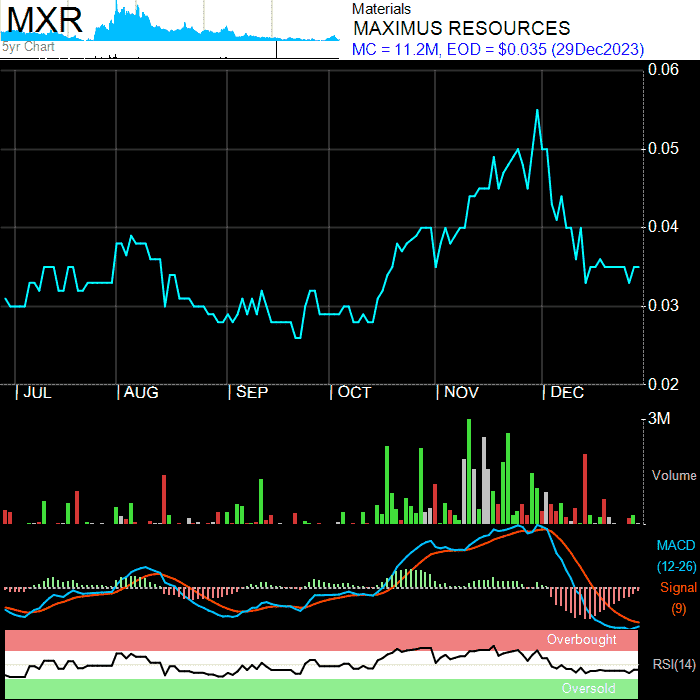 MXR
5yr Chart
Materials
MAXIMUS RESOURCES
MC = 11.2M, EOD = $0.035 (29Dec2023)
0.06
0.05
0.04
0.03
0.02
JUL AUG SEP OCT NOV DEC
3M
Volume
MACD
(12-26)
Signal
(9)
Overbought
RSI(14)
Oversold